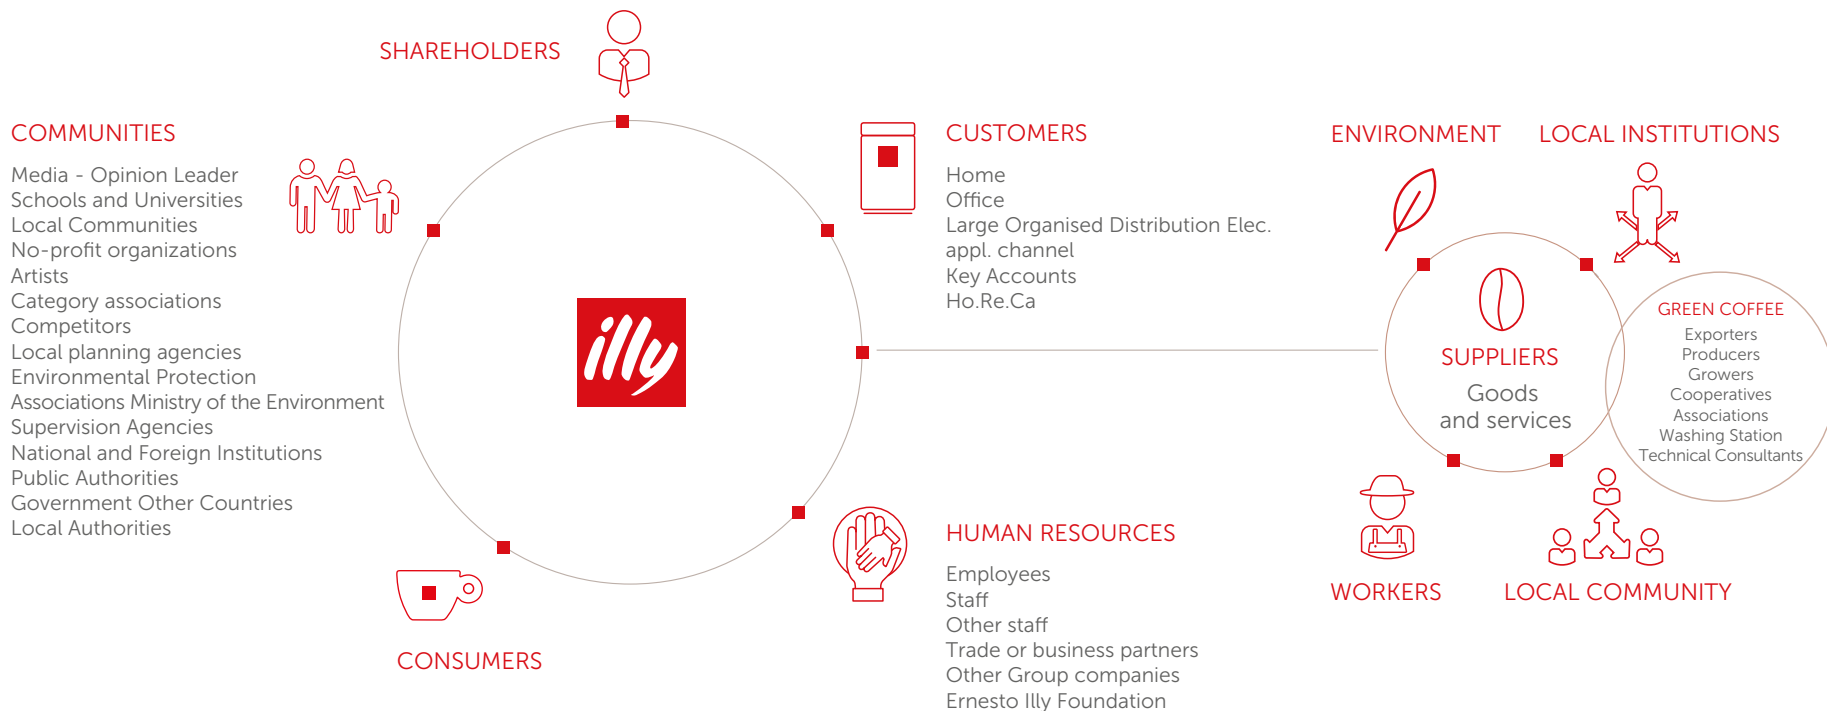 SHAREHOLDERS
COMMUNITIES
Media - Opinion Leader
Schools and Universities
Local Communities
No-profit organizations
Artists
Category associations
Competitors
Local planning agencies
Environmental Protection
Associations Ministry of the Environment
Supervision Agencies
National and Foreign Institutions
Public Authorities
Government Other Countries
Local Authorities
illy
CONSUMERS
CUSTOMERS
Home
Office
Large Organised Distribution Elec.
appl. channel
Key Accounts
Ho.Re.Ca
HUMAN RESOURCES
Employees
Staff
Other staff
Trade or business partners
Other Group companies
Ernesto Illy Foundation
ENVIRONMENT
LOCAL INSTITUTIONS
SUPPLIERS
Goods
and services
GREEN COFFEE
Exporters
Producers
Growers
Cooperatives
Associations
Washing Station
Technical Consultants
WORKERS
LOCAL COMMUNITY